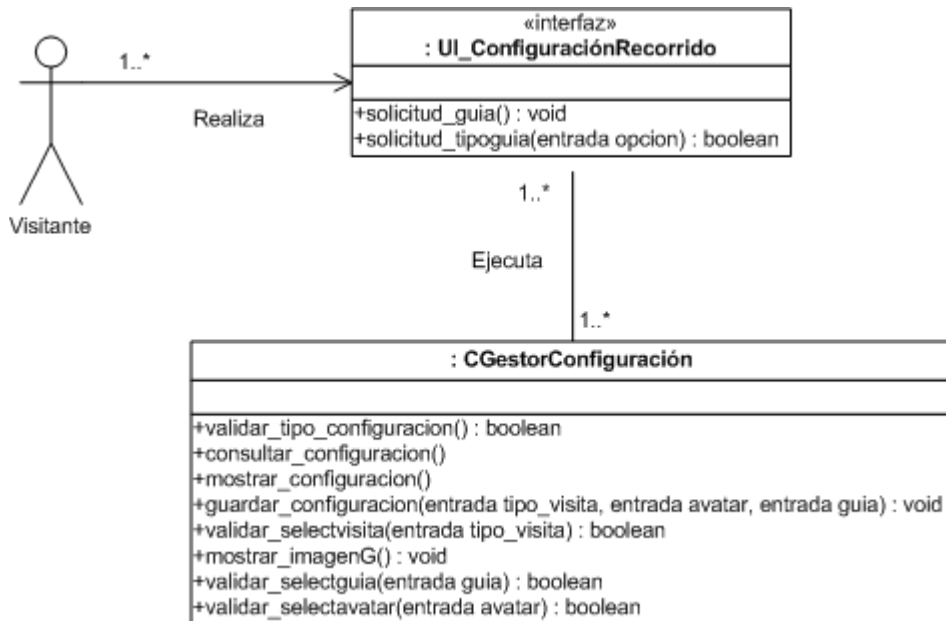 «interfaz»
: UI_ConfiguraciónRecorrido
1..*
Realiza
+solicitud_guia() : void
+solicitud_tipoguia(entrada opcion) : boolean
Visitante
1..*
Ejecuta
1..*
: CGestorConfiguración
+validar_tipo_configuracion() : boolean
+consultar_configuracion()
+mostrar_configuracion()
+guardar_configuracion(entrada tipo_visita, entrada avatar, entrada guia) : void
+validar_selectvisita(entrada tipo_visita) : boolean
+mostrar_imagenG() : void
+validar_selectguia(entrada guia) : boolean
+validar_selectavatar(entrada avatar) : boolean